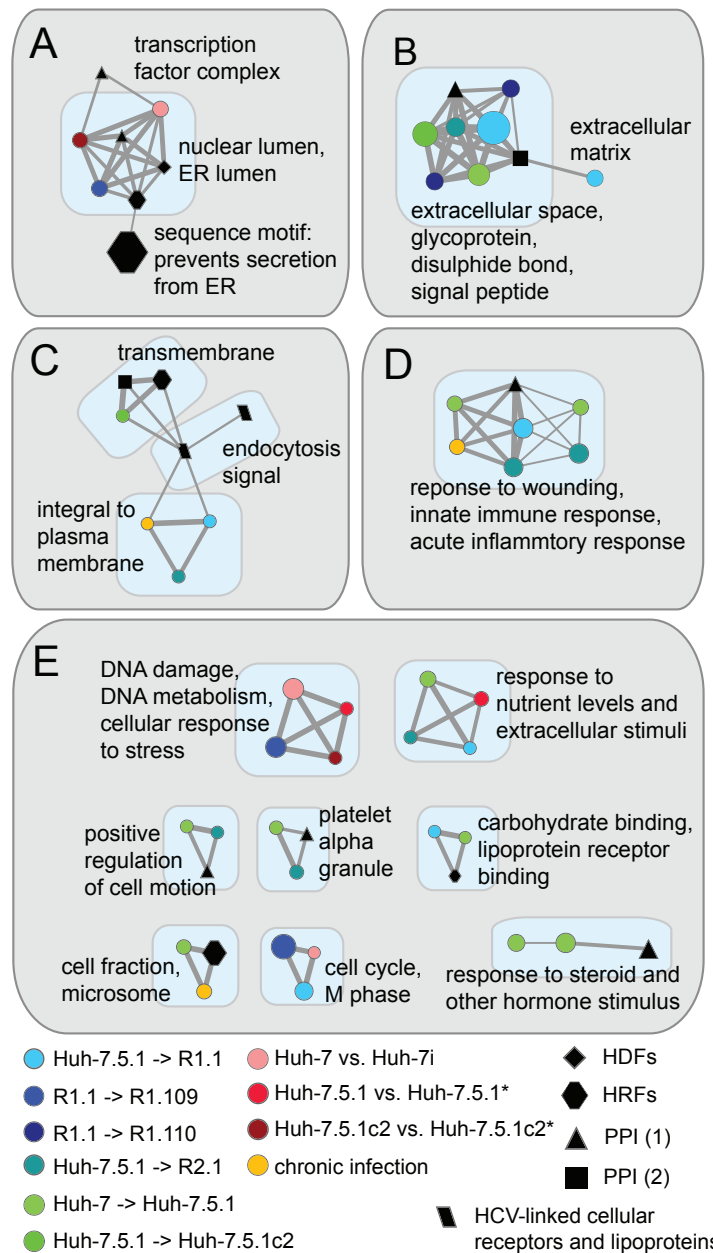 A
transcription
factor complex
nuclear lumen,
ER lumen
sequence motif:
prevents secretion
from ER
B
extracellular
matrix
extracellular space,
glycoprotein,
disulphide bond,
signal peptide
C
transmembrane
endocytosis
signal
integral to
plasma
membrane
D
reponse to wounding,
innate immune response,
acute inflammtory response
E
DNA damage,
DNA metabolism,
cellular response
to stress
response to
nutrient levels and
extracellular stimuli
positive
regulation
of cell motion
platelet
alpha
granule
carbohydrate binding,
lipoprotein receptor
binding
cell fraction,
microsome
cell cycle,
M phase
response to steroid and
other hormone stimulus
Huh-7.5.1 -> R1.1
R1.1 -> R1.109
R1.1 -> R1.110
Huh-7.5.1 -> R2.1
Huh-7 -> Huh-7.5.1
Huh-7.5.1 -> Huh-7.5.1c2
Huh-7 vs. Huh-7i
Huh-7.5.1 vs. Huh-7.5.1*
Huh-7.5.1c2 vs. Huh-7.5.1c2*
chronic infection
HDFs
HRFs
PPI (1)
PPI (2)
HCV-linked cellular
receptors and lipoproteins